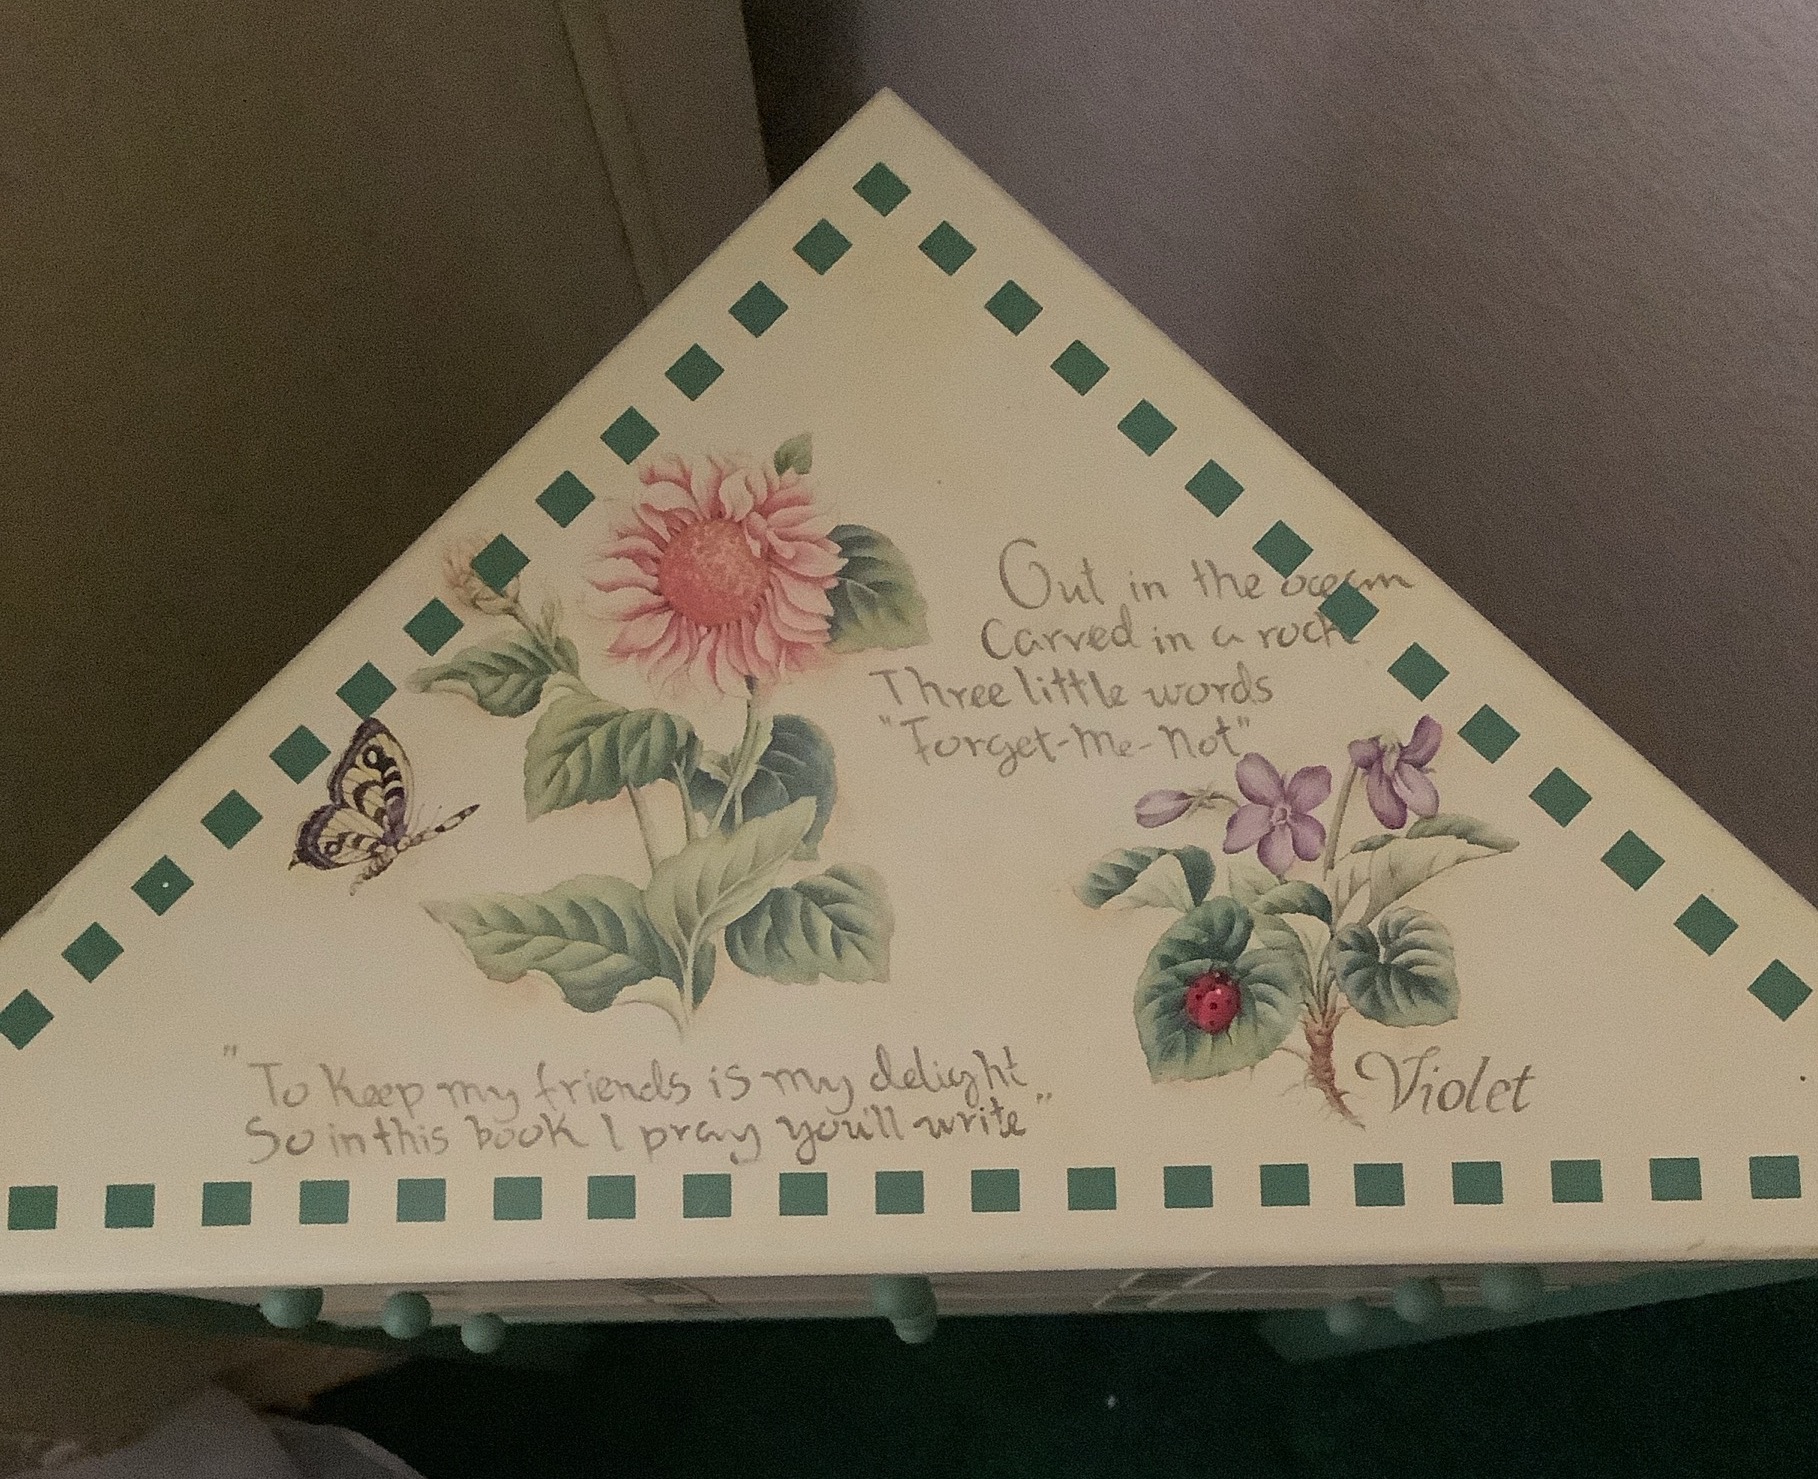 Out in the ocean
Carved in a rock
Three little words
"Forget-Me-Not"
Violet
"To Keep my friends is my delight
So in this book I pray you'll write"